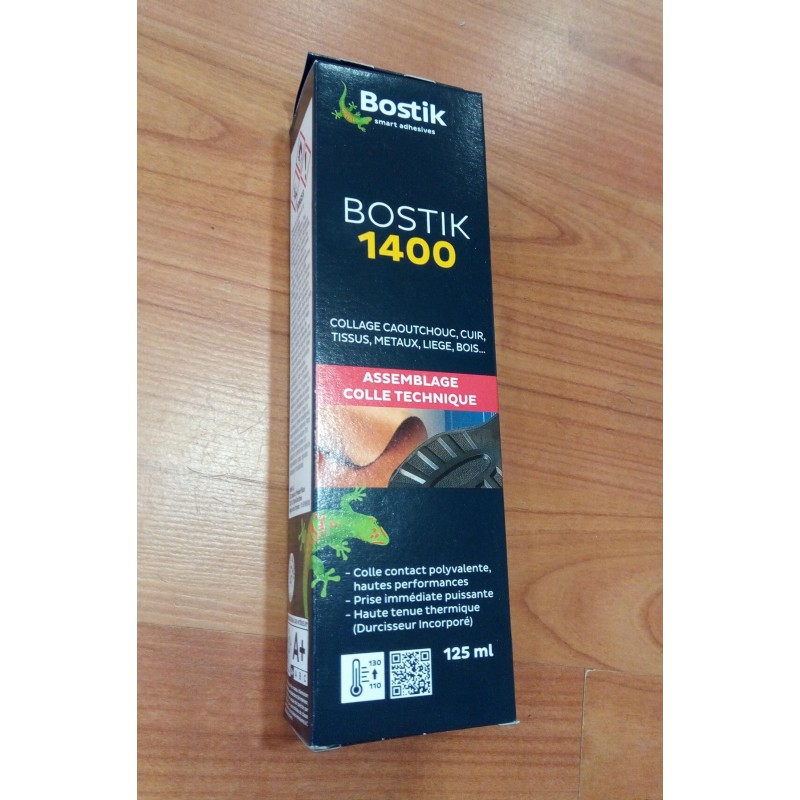 Bostik
smart adhesives
BOSTIK
1400
COLLAGE CAOUTCHOUC, CUIR,
TISSUS, METAUX, LIEGE, BOIS...
ASSEMBLAGE
COLLE TECHNIQUE
- Colle contact polyvalente,
hautes performances
- Prise immédiate puissante
- Haute tenue thermique
(Durcisseur Incorporé)
130
110
125 ml
A+